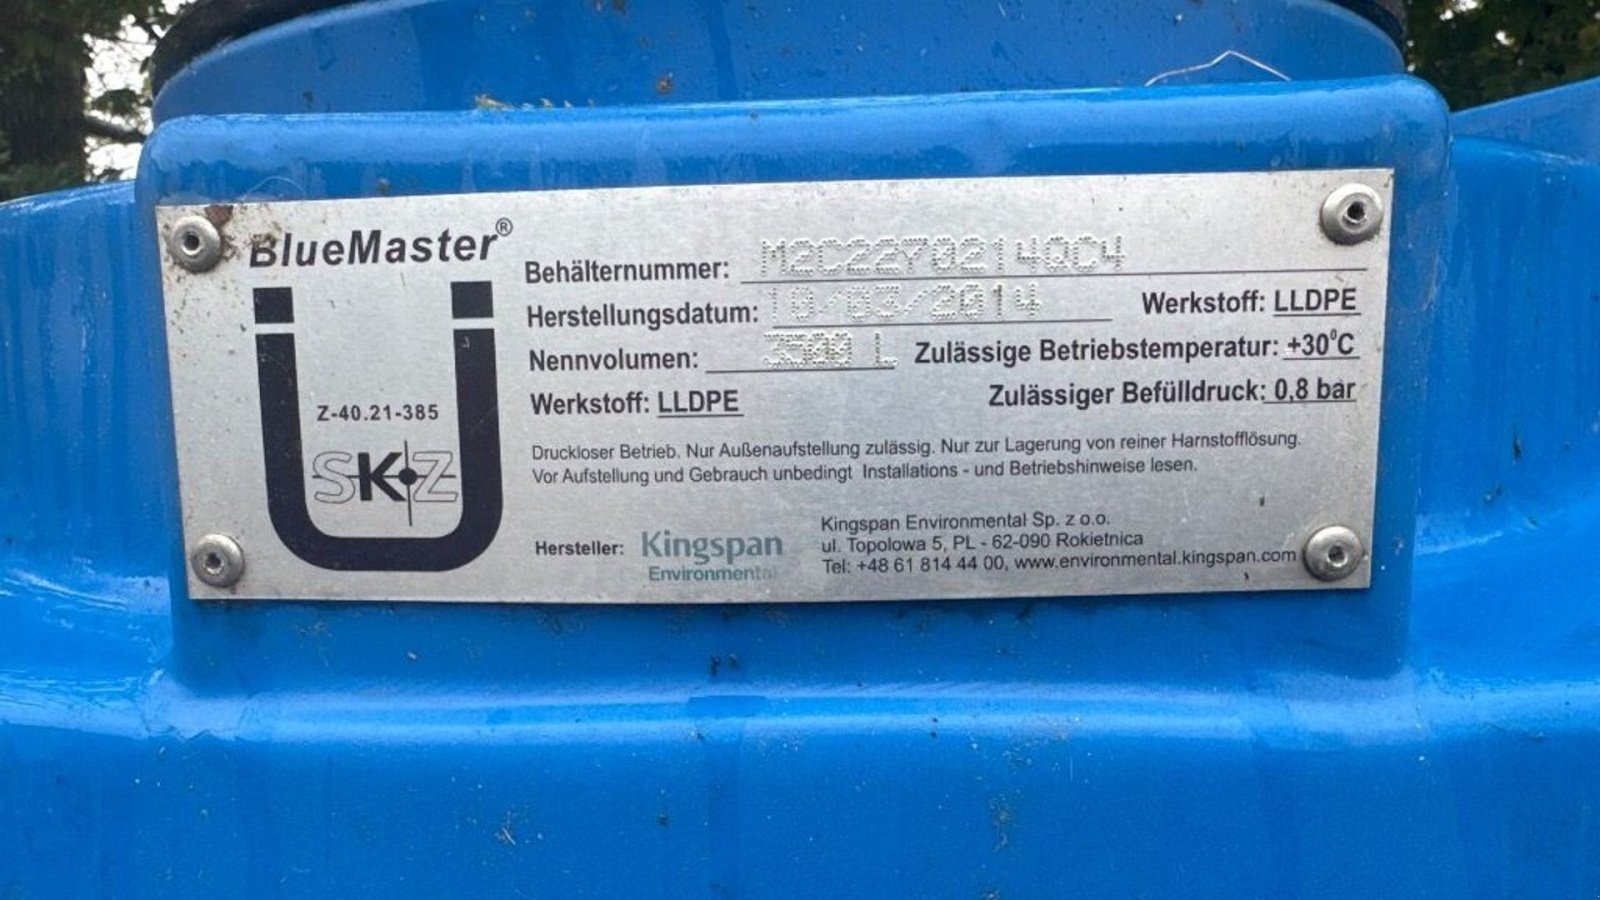 BlueMaster®
Behälternummer: M2C22Y0214QC4
Herstellungsdatum: 10/03/2014 Werkstoff: LLDPE
Nennvolumen: 3500 L Zulässige Betriebstemperatur: +30°C
Werkstoff: LLDPE Zulässiger Befülldruck: 0,8 bar
Z-40.21-385
SKZ
Druckloser Betrieb. Nur Außenaufstellung zulässig. Nur zur Lagerung von reiner Harnstofflösung.
Vor Aufstellung und Gebrauch unbedingt Installations - und Betriebshinweise lesen.
Hersteller: Kingspan
Environmental
Kingspan Environmental Sp. z o.o.
ul. Topolowa 5, PL - 62-090 Rokietnica
Tel: +48 61 814 44 00, www.environmental.kingspan.com